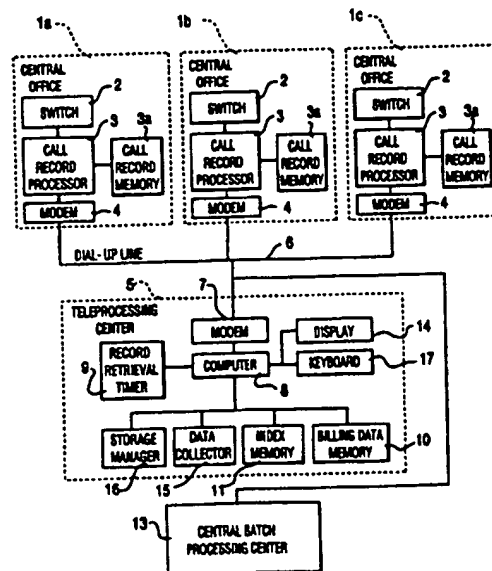 1a
1b
1c
CENTRAL OFFICE
2
SWITCH
3
3a
CALL RECORD PROCESSOR
CALL RECORD MEMORY
MODEM
4
CENTRAL OFFICE
2
SWITCH
3
3a
CALL RECORD PROCESSOR
CALL RECORD MEMORY
MODEM
4
CENTRAL OFFICE
2
SWITCH
3
3a
CALL RECORD PROCESSOR
CALL RECORD MEMORY
MODEM
4
DIAL-UP LINE
6
5
7
TELEPROCESSING CENTER
MODEM
DISPLAY
14
RECORD RETRIEVAL TIMER
9
COMPUTER
8
KEYBOARD
17
STORAGE MANAGER
16
DATA COLLECTOR
15
INDEX MEMORY
11
BILLING DATA MEMORY
10
13
CENTRAL BATCH PROCESSING CENTER